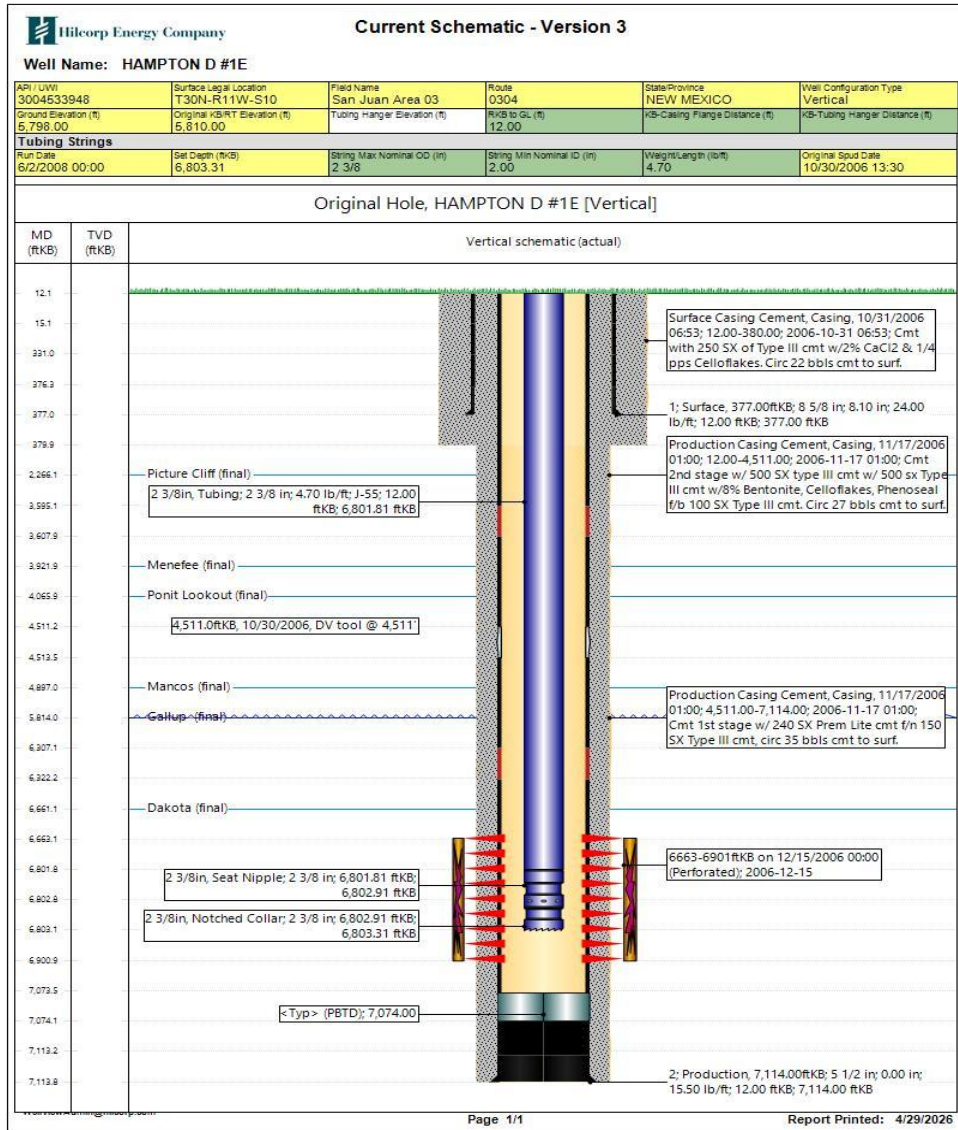 Hilcorp Energy Company
Current Schematic - Version 3
Well Name: HAMPTON D #1E
API / UWI
3004533948
Surface Legal Location
T30N-R11W-S10
Field Name
San Juan Area 03
Route
0304
State/Province
NEW MEXICO
Well Configuration Type
Vertical
Ground Elevation (ft)
5,798.00
Original KB/RT Elevation (ft)
5,810.00
Tubing Hanger Elevation (ft)
RKB to GL (ft)
12.00
KB-Casing Flange Distance (ft)
KB-Tubing Hanger Distance (ft)
Tubing Strings
Run Date
6/2/2008 00:00
Set Depth (ftKB)
6,803.31
String Max Nominal OD (in)
2 3/8
String Min Nominal ID (in)
2.00
Weight/Length (lb/ft)
4.70
Original Spud Date
10/30/2006 13:30
Original Hole, HAMPTON D #1E [Vertical]
MD
(ftKB)
TVD
(ftKB)
Vertical schematic (actual)
12.1
15.1
331.0
376.3
377.0
379.9
2,266.1
3,595.1
3,607.9
3,921.9
4,065.9
4,511.2
4,513.5
4,897.0
5,814.0
6,307.1
6,322.2
6,661.1
6,663.1
6,801.8
6,802.8
6,803.1
6,900.9
7,073.5
7,074.1
7,113.2
7,113.8
Surface Casing Cement, Casing, 10/31/2006
06:53; 12.00-380.00; 2006-10-31 06:53; Cmt
with 250 SX of Type III cmt w/2% CaCl2 & 1/4
pps Celloflakes. Circ 22 bbls cmt to surf.
1; Surface, 377.00ftKB; 8 5/8 in; 8.10 in; 24.00
lb/ft; 12.00 ftKB; 377.00 ftKB
Production Casing Cement, Casing, 11/17/2006
01:00; 12.00-4,511.00; 2006-11-17 01:00; Cmt
2nd stage w/ 500 SX type III cmt w/ 500 sx Type
III cmt w/8% Bentonite, Celloflakes, Phenoseal
f/b 100 SX Type III cmt. Circ 27 bbls cmt to surf.
Picture Cliff (final)
2 3/8in, Tubing; 2 3/8 in; 4.70 lb/ft; J-55; 12.00
ftKB; 6,801.81 ftKB
Menefee (final)
Ponit Lookout (final)
4,511.0ftKB, 10/30/2006, DV tool @ 4,511'
Mancos (final)
Gallup (final)
Production Casing Cement, Casing, 11/17/2006
01:00; 4,511.00-7,114.00; 2006-11-17 01:00;
Cmt 1st stage w/ 240 SX Prem Lite cmt f/n 150
SX Type III cmt, circ 35 bbls cmt to surf.
Dakota (final)
6663-6901ftKB on 12/15/2006 00:00
(Perforated); 2006-12-15
2 3/8in, Seat Nipple; 2 3/8 in; 6,801.81 ftKB;
6,802.91 ftKB
2 3/8in, Notched Collar; 2 3/8 in; 6,802.91 ftKB;
6,803.31 ftKB
<Typ> (PBTD); 7,074.00
2; Production, 7,114.00ftKB; 5 1/2 in; 0.00 in;
15.50 lb/ft; 12.00 ftKB; 7,114.00 ftKB
Page 1/1
Report Printed: 4/29/2026